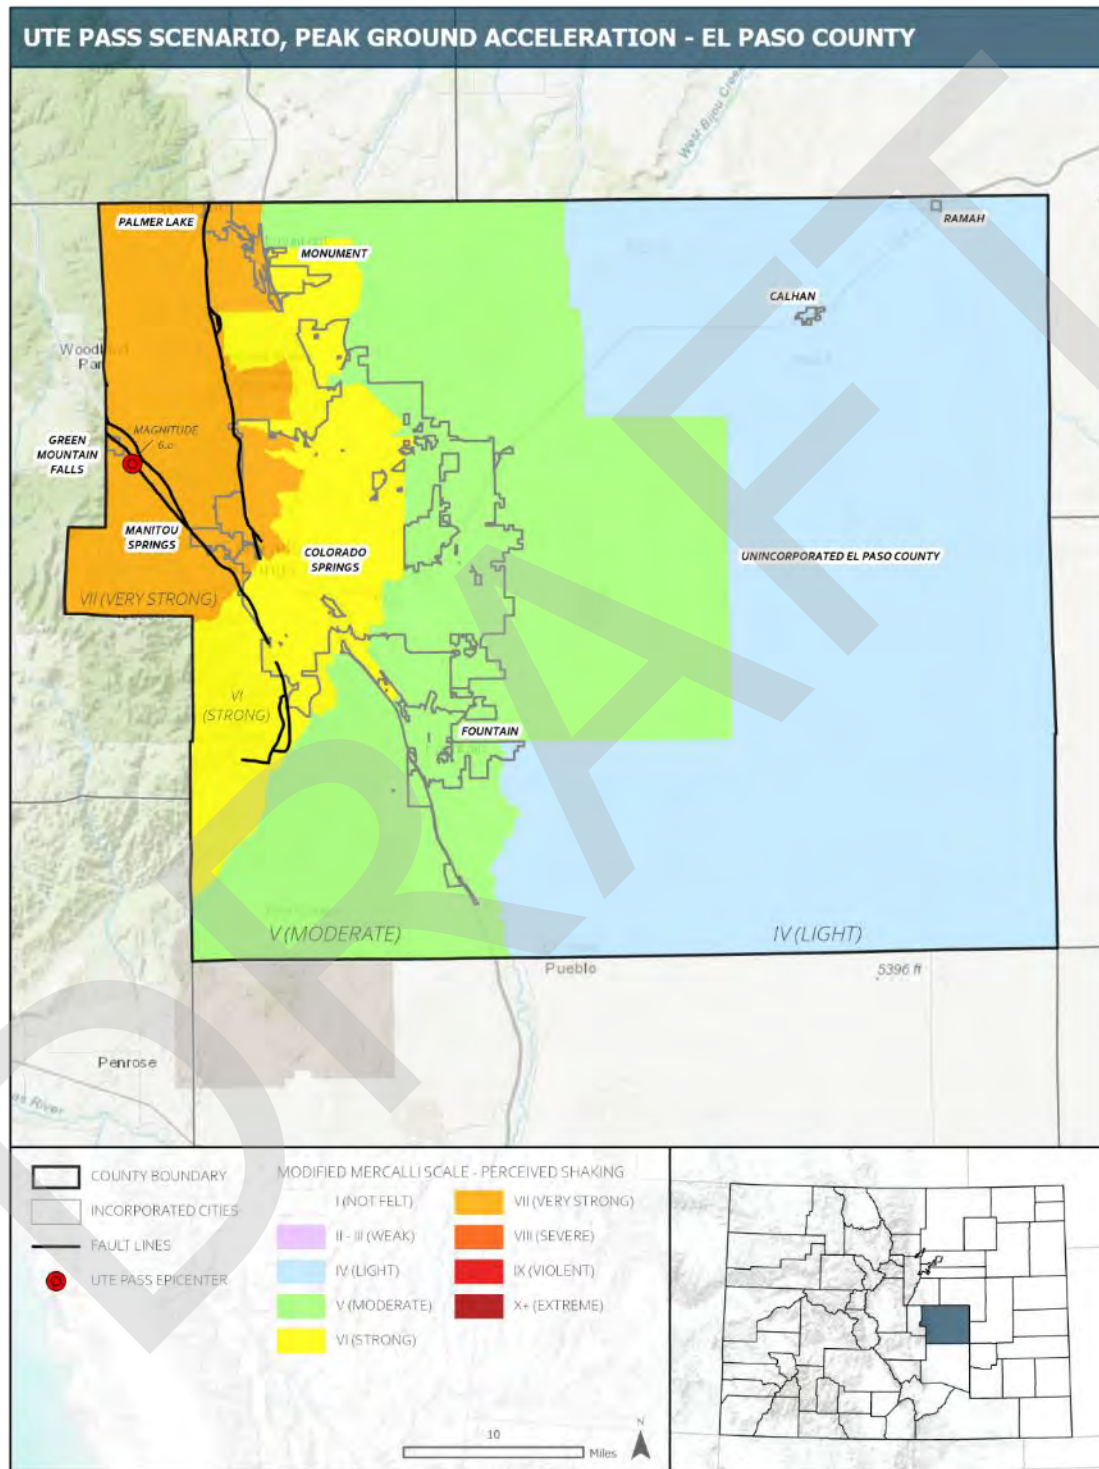 UTE PASS SCENARIO, PEAK GROUND ACCELERATION - EL PASO COUNTY
West Bijou Creek
PALMER LAKE
RAMAH
MONUMENT
CALHAN
Woodland
Par
MAGNITUDE
6.0
GREEN
MOUNTAIN
FALLS
MANITOU
SPRINGS
COLORADO
SPRINGS
UNINCORPORATED EL PASO COUNTY
VII (VERY STRONG)
VI
(STRONG)
FOUNTAIN
V (MODERATE)
IV (LIGHT)
Pueblo
5396 ft
Penrose
as River
DRAFT
COUNTY BOUNDARY
INCORPORATED CITIES
FAULT LINES
UTE PASS EPICENTER
MODIFIED MERCALLI SCALE - PERCEIVED SHAKING
I (NOT FELT)
II - III (WEAK)
IV (LIGHT)
V (MODERATE)
VI (STRONG)
VII (VERY STRONG)
VIII (SEVERE)
IX (VIOLENT)
X+ (EXTREME)
10
Miles
N